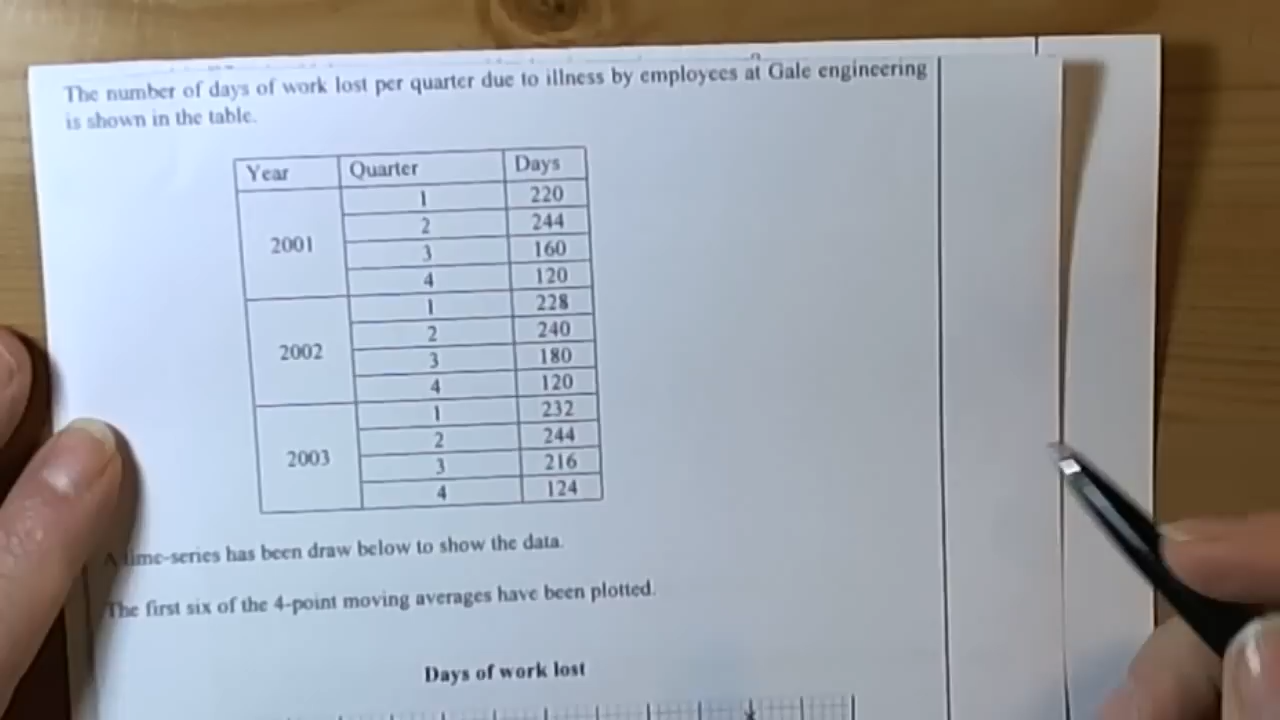 The number of days of work lost per quarter due to illness by employees at Gale engineering
is shown in the table.
Year Quarter Days
2001 1 220
2 244
3 160
4 120
2002 1 228
2 240
3 180
4 120
2003 1 232
2 244
3 216
4 124
A time-series has been draw below to show the data.
The first six of the 4-point moving averages have been plotted.
Days of work lost